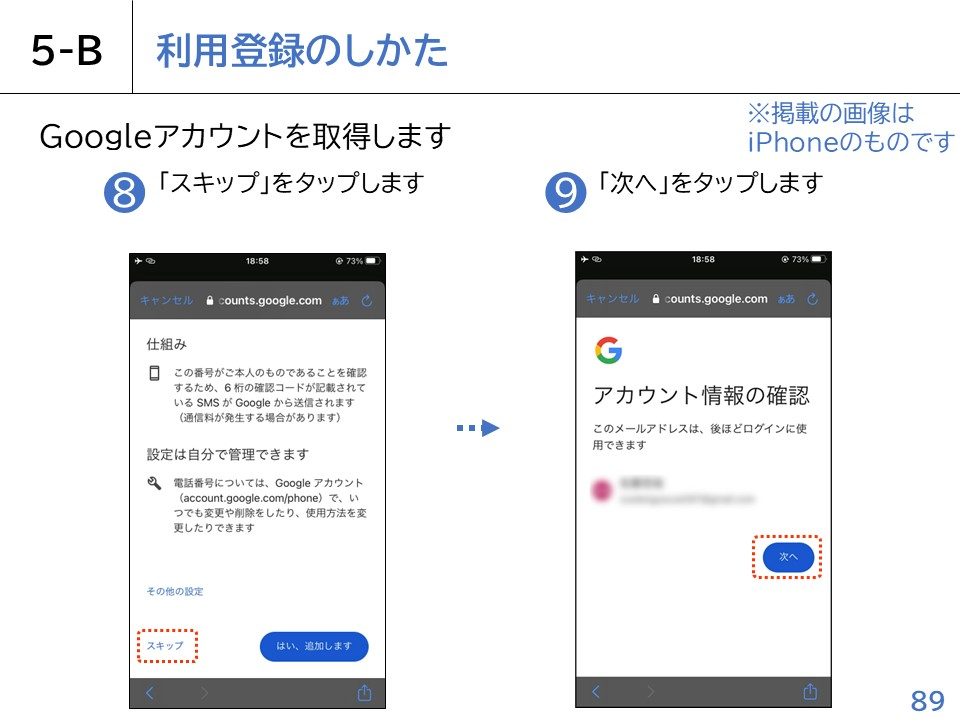 5-B
利用登録のしかた
Googleアカウントを取得します
※掲載の画像は
iPhoneのものです
8
「スキップ」をタップします
9
「次へ」をタップします
18:58
73%
キャンセル
counts.google.com
ぁあ
仕組み
この番号がご本人のものであることを確認
するため、6 桁の確認コードが記載されて
いる SMS が Google から送信されます
（通信料が発生する場合があります）
設定は自分で管理できます
電話番号については、Google アカウント
（account.google.com/phone）で、い
つでも変更や削除をしたり、使用方法を変
更したりできます
その他の設定
スキップ
はい、追加します
18:58
73%
キャンセル
ounts.google.com
ぁあ
アカウント情報の確認
このメールアドレスは、後ほどログインに使
用できます
次へ
89